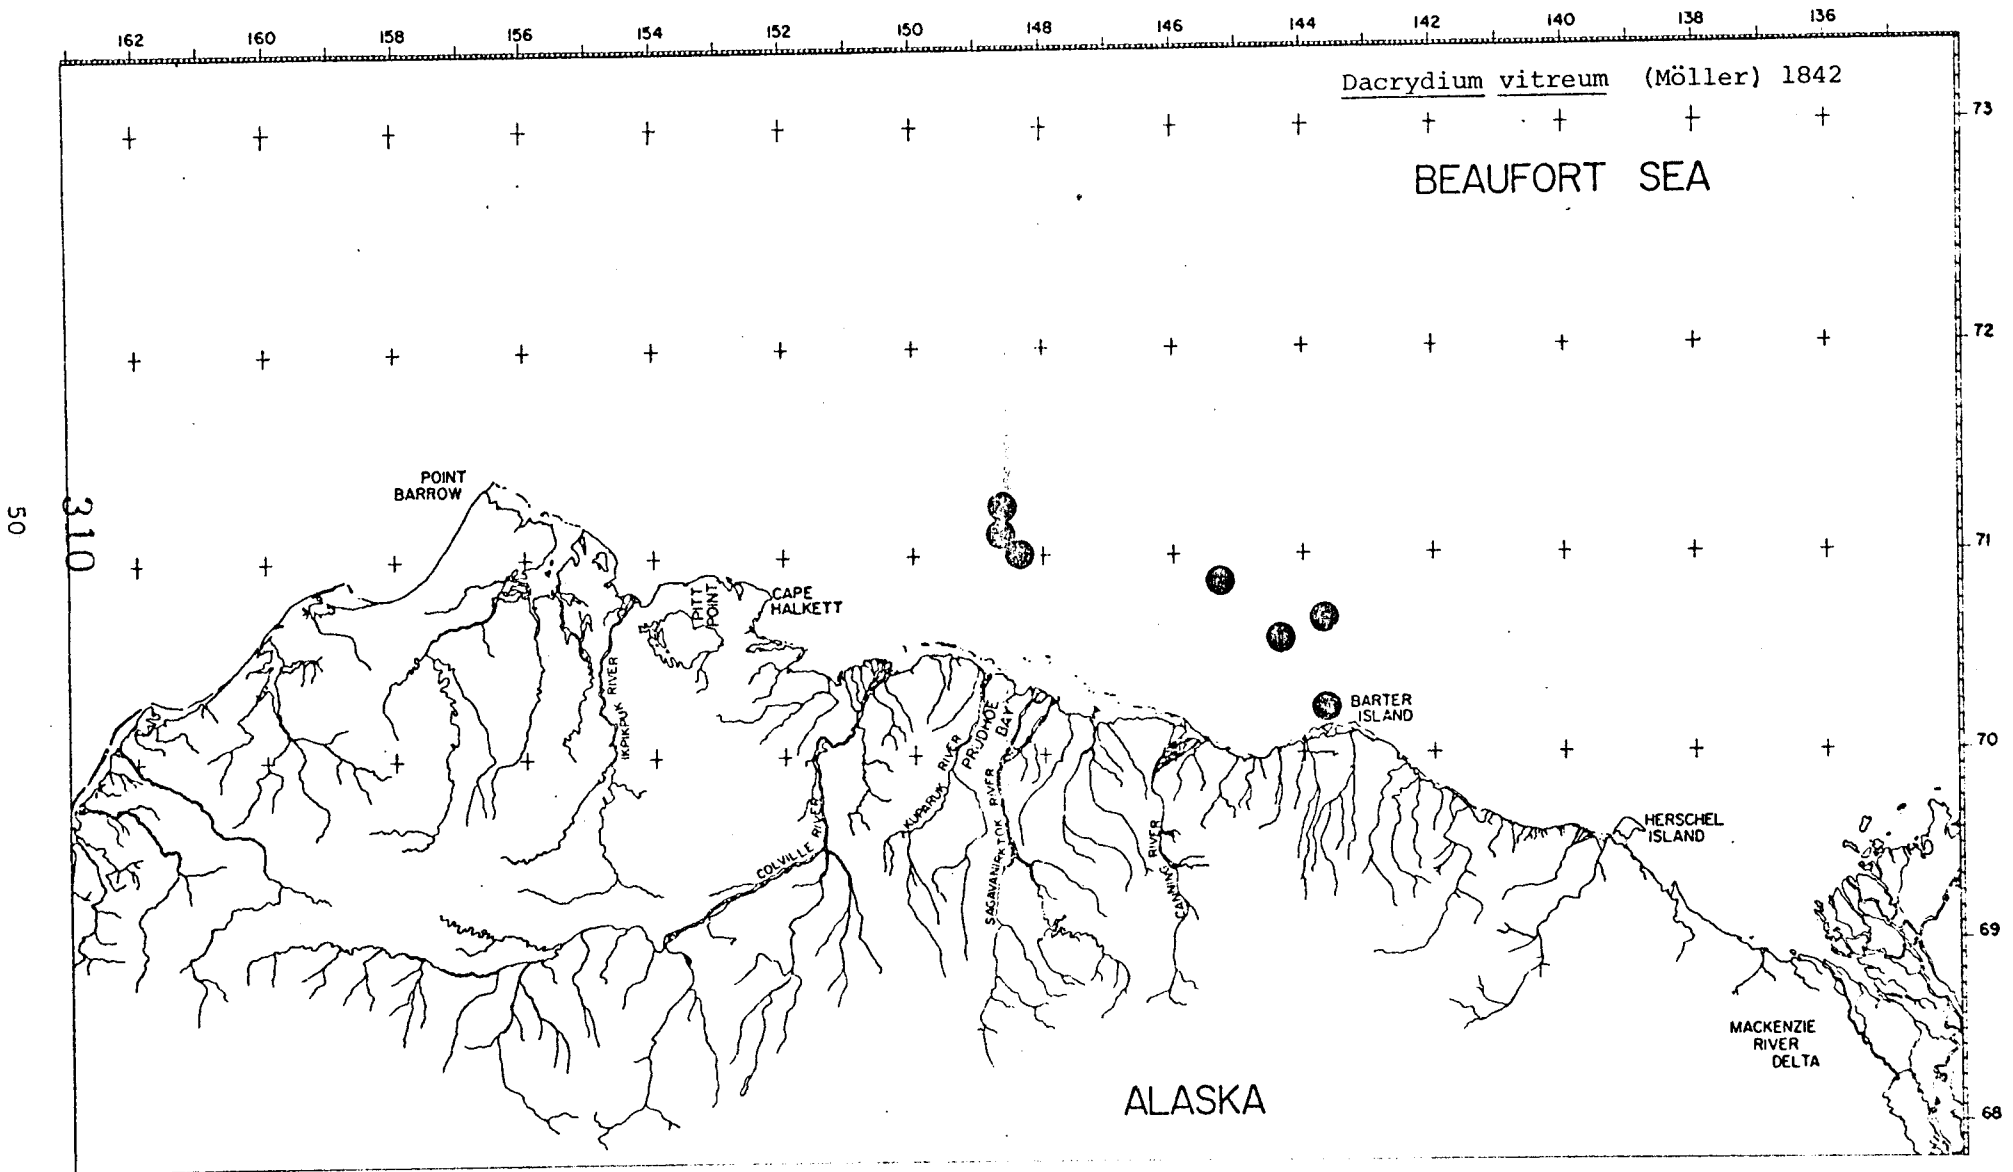 162 160 158 156 154 152 150 148 146 144 142 140 138 136
Dacrydium vitreum (Möller) 1842
73
BEAUFORT SEA
72
POINT
BARROW
50
310
71
PITT
POINT
CAPE
HALKETT
BARTER
ISLAND
70
IKPIKPUK RIVER
PRUDHOE
BAY
KUPARUK RIVER
SAGAVANIRKTOK RIVER
COLVILLE RIVER
CANNING RIVER
HERSCHEL
ISLAND
69
MACKENZIE
RIVER
DELTA
ALASKA
68